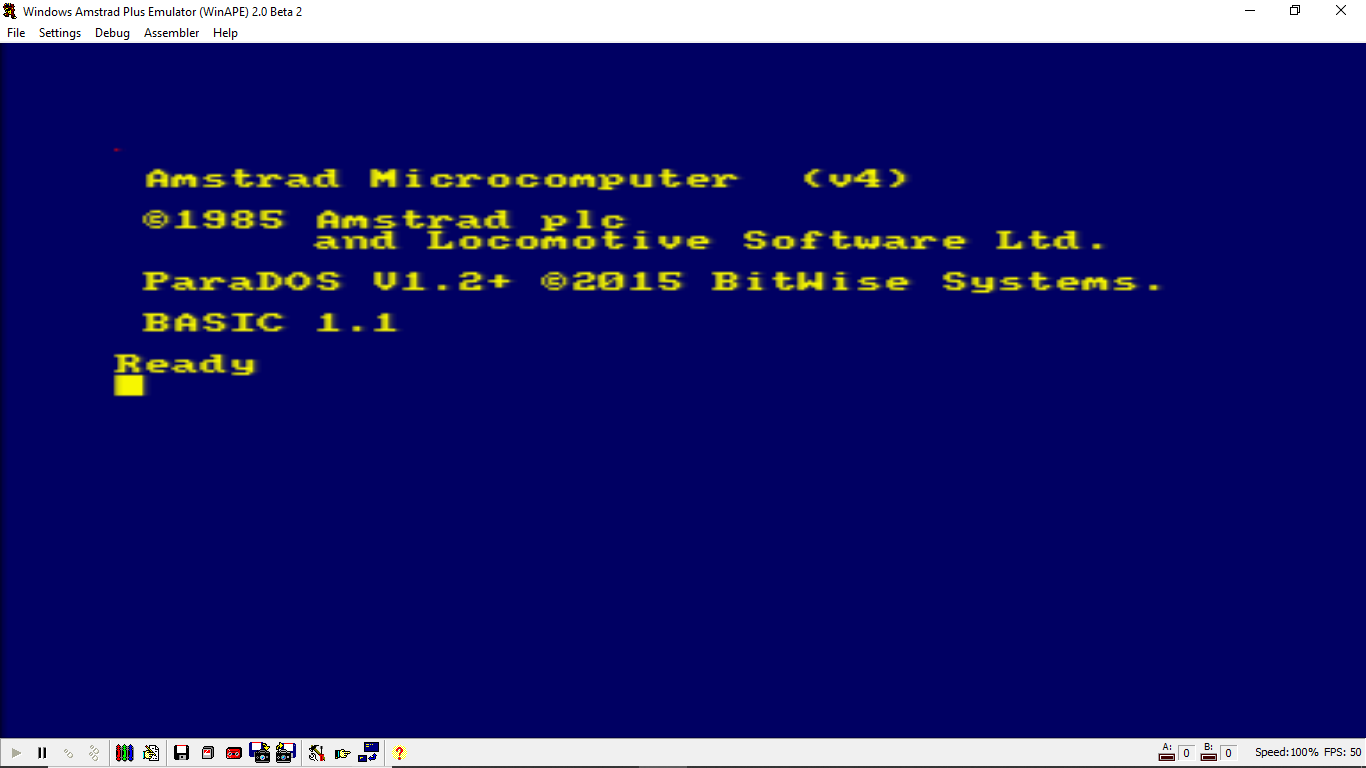 Windows Amstrad Plus Emulator (WinAPE) 2.0 Beta 2
File Settings Debug Assembler Help
Amstrad Microcomputer (v4)
©1985 Amstrad plc
and Locomotive Software Ltd.
ParaDOS V1.2+ ©2015 BitWise Systems.
BASIC 1.1
Ready
A: 0 B: 0 Speed:100% FPS: 50